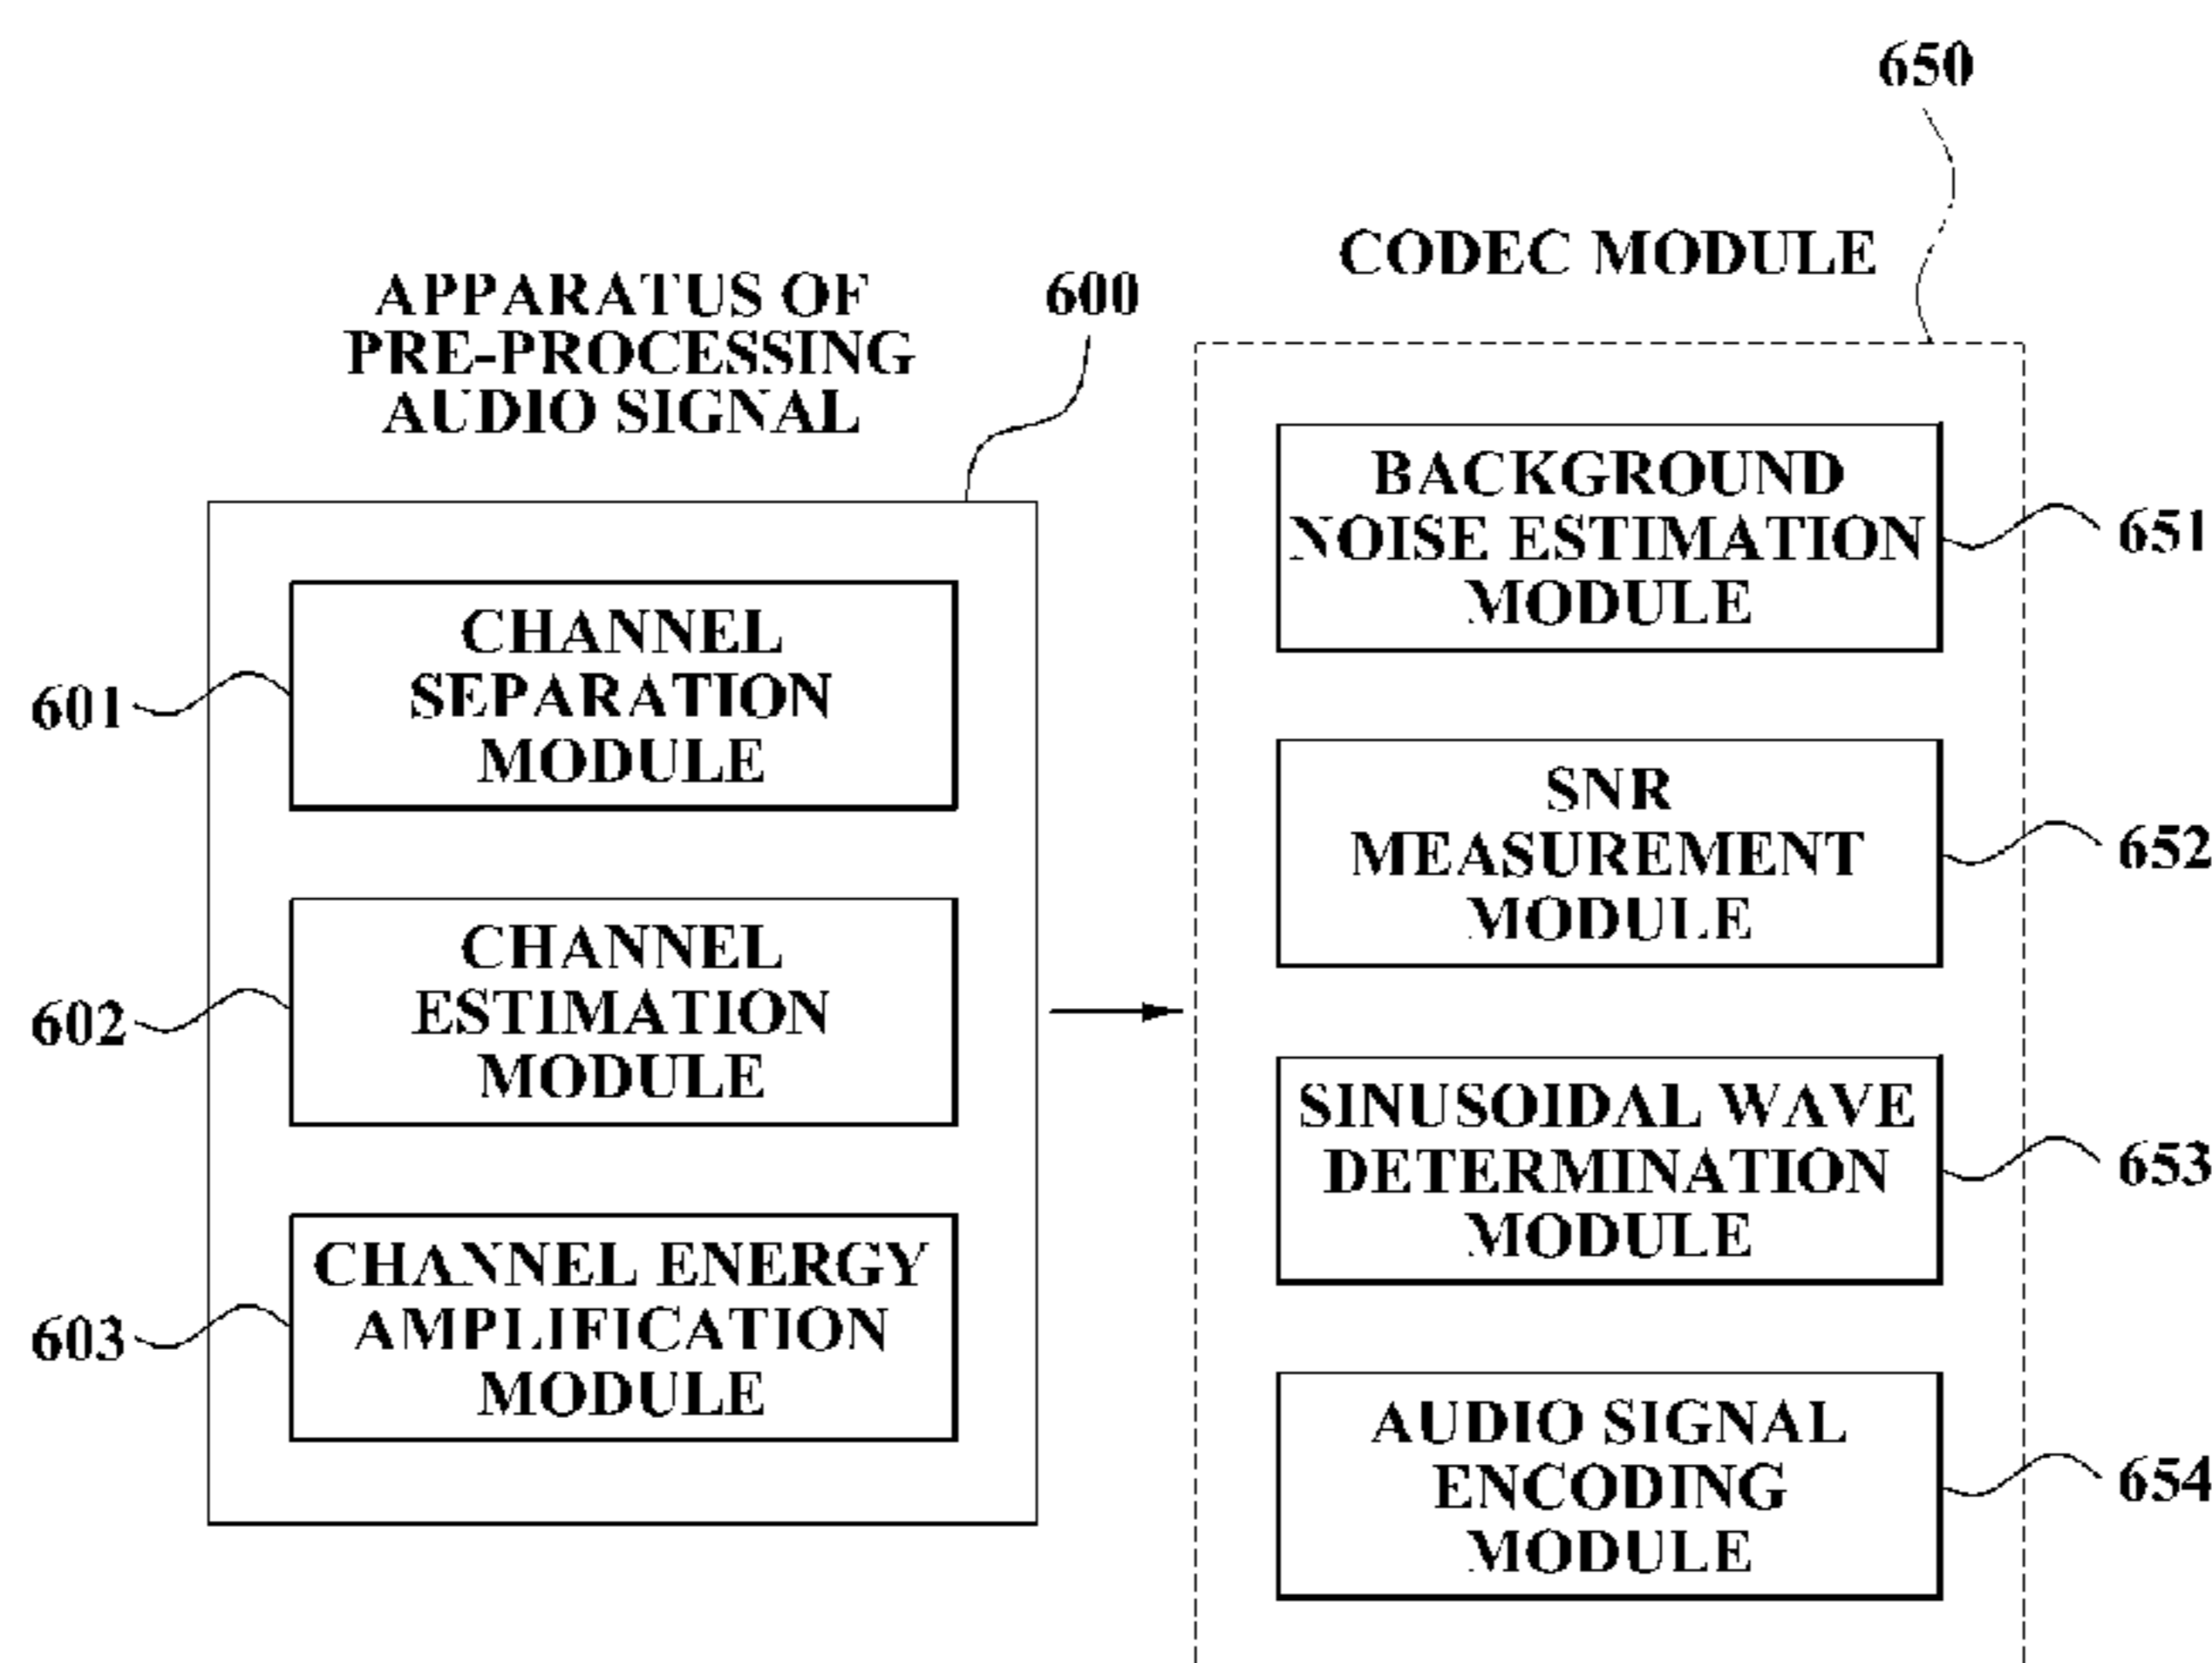 650
CODEC MODULE
APPARATUS OF
PRE-PROCESSING
AUDIO SIGNAL
600
CHANNEL
SEPARATION
MODULE
601
CHANNEL
ESTIMATION
MODULE
602
CHANNEL ENERGY
AMPLIFICATION
MODULE
603
BACKGROUND
NOISE ESTIMATION
MODULE
651
SNR
MEASUREMENT
MODULE
652
SINUSOIDAL WAVE
DETERMINATION
MODULE
653
AUDIO SIGNAL
ENCODING
MODULE
654